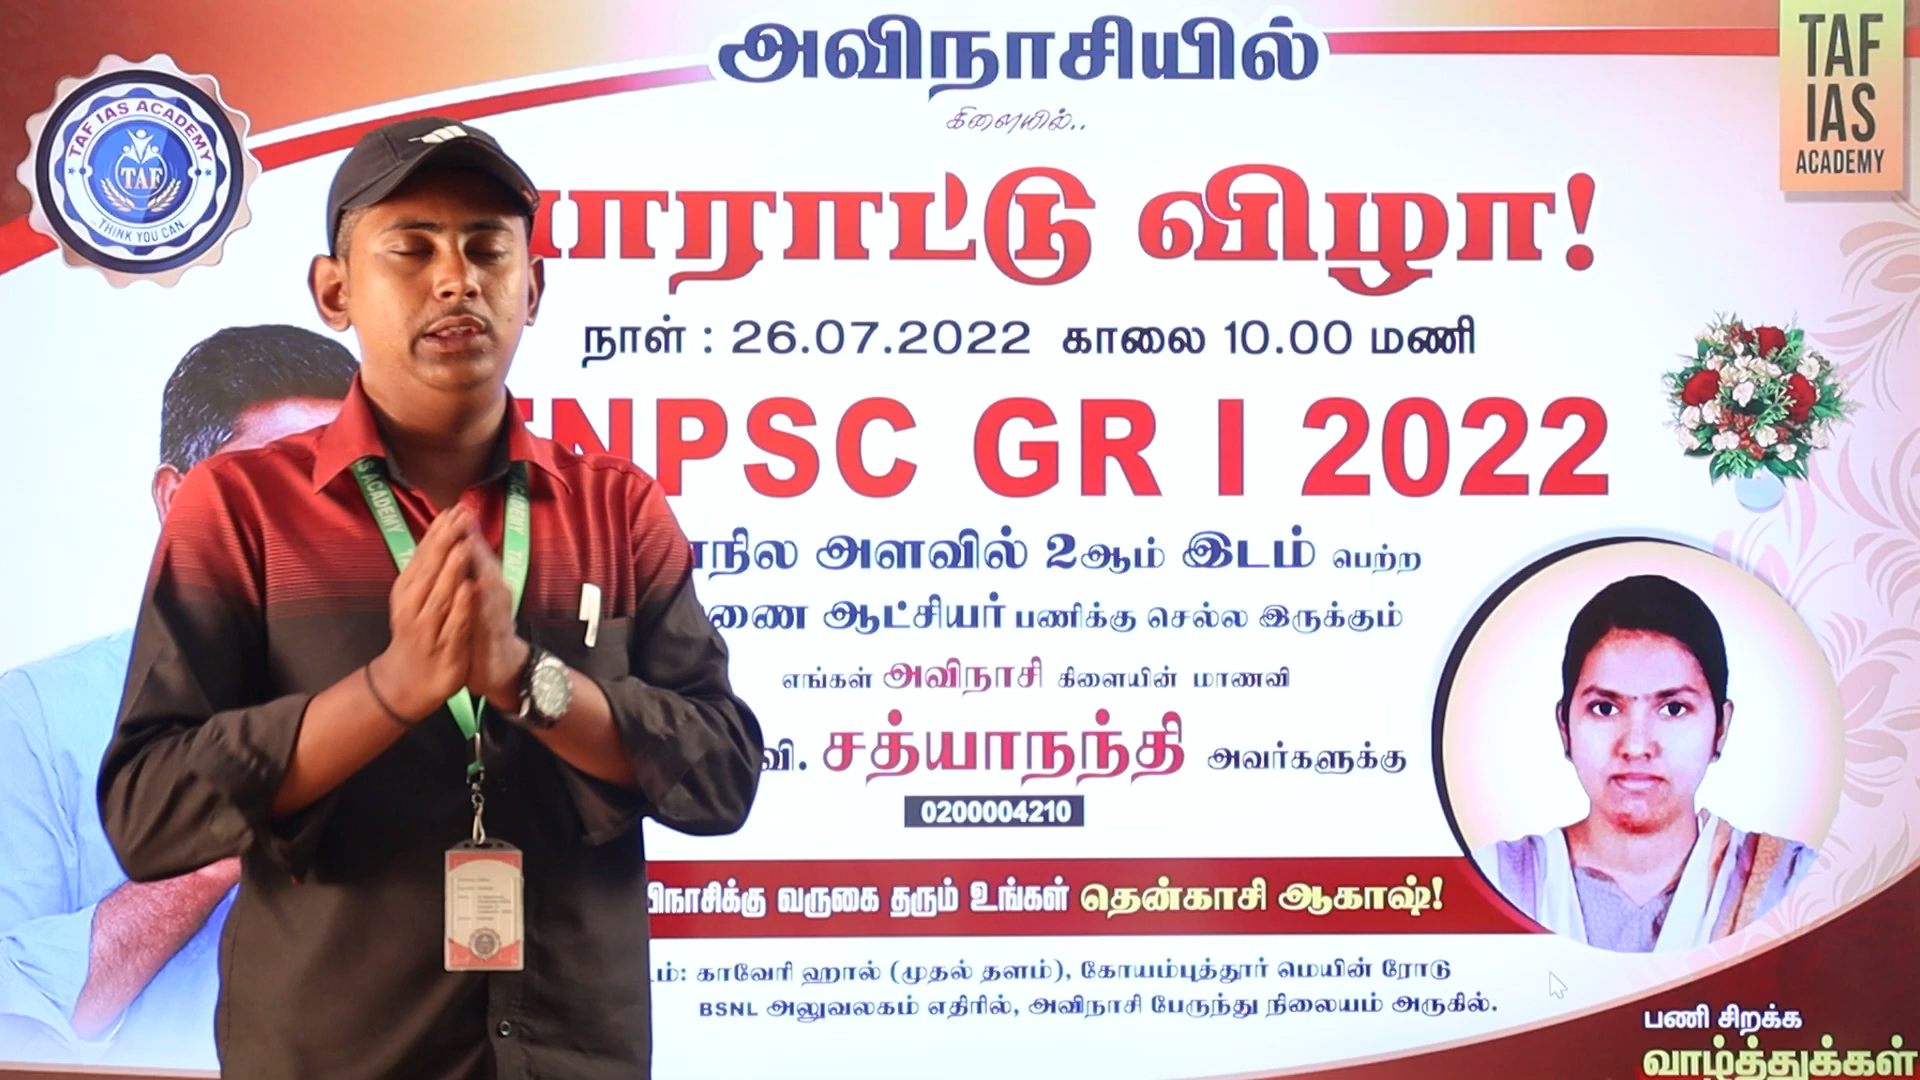 அவிநாசியில்
கிளையில்..
TAF IAS ACADEMY
TAF
THINK YOU CAN
TAF
IAS
ACADEMY
விழா!
நாள் : 26.07.2022 காலை 10.00 மணி
GR I 2022
அளவில் 2ஆம் இடம் பெற்ற
ஆட்சியர் பணிக்கு செல்ல இருக்கும்
எங்கள் அவிநாசி கிளையின் மாணவி
வி. சத்யாநந்தி அவர்களுக்கு
0200004210
வருகை தரும் உங்கள் தென்காசி ஆகாஷ்!
காவேரி ஹால் (முதல் தளம்), கோயம்புத்தூர் மெயின் ரோடு
BSNL அலுவலகம் எதிரில், அவிநாசி பேருந்து நிலையம் அருகில்.
பணி சிறக்க
வாழ்த்துக்கள்
ACADEMY